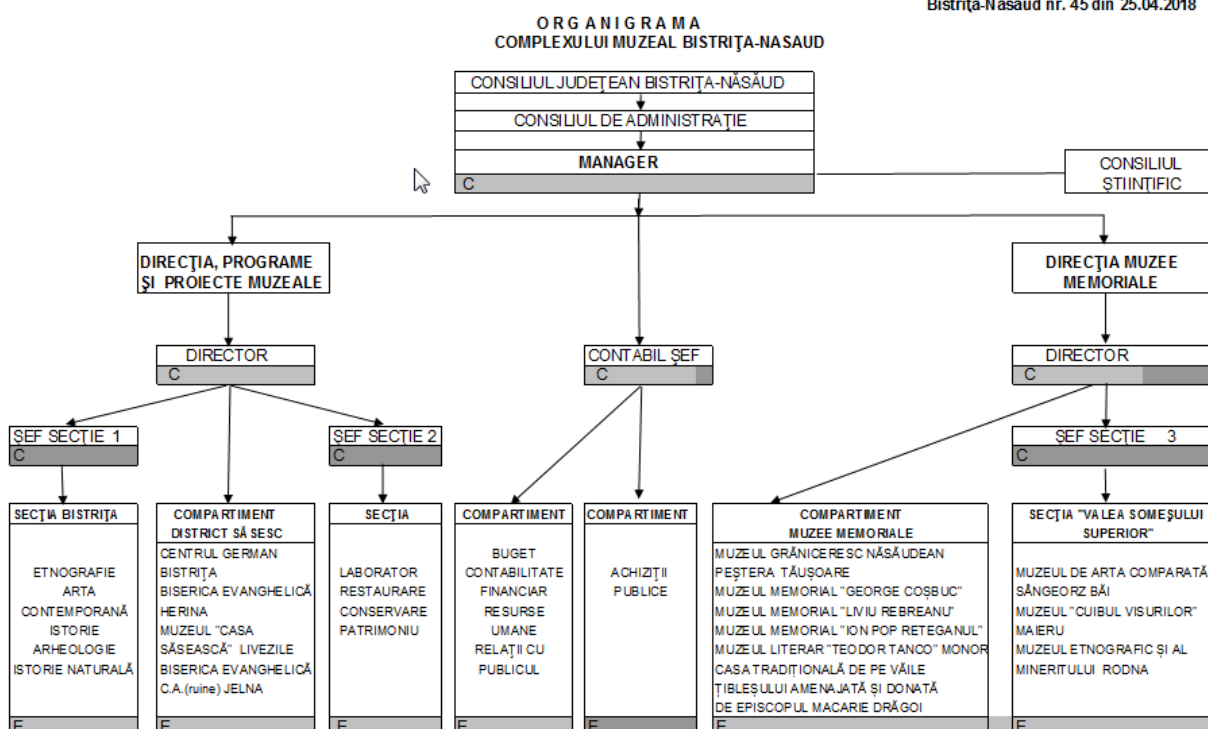 Bistrița-Năsăud nr. 45 din 25.04.2018
O R G A N I G R A M A
COMPLEXULUI MUZEAL BISTRIŢA-NASAUD
CONSILIUL JUDEŢEAN BISTRIŢA-NĂSĂUD
CONSILIUL DE ADMINISTRAŢIE
MANAGER
C
CONSILIUL
ȘTIINȚIFIC
DIRECŢIA, PROGRAME
ŞI PROIECTE MUZEALE
DIRECŢIA MUZEE
MEMORIALE
DIRECTOR
C
CONTABIL ŞEF
C
DIRECTOR
C
ŞEF SECŢIE 1
C
ŞEF SECŢIE 2
C
ŞEF SECŢIE 3
C
SECŢIA BISTRIŢA
ETNOGRAFIE
ARTA
CONTEMPORANĂ
ISTORIE
ARHEOLOGIE
ISTORIE NATURALĂ
E
COMPARTIMENT
DISTRICT SĂSESC
CENTRUL GERMAN
BISTRIŢA
BISERICA EVANGHELICĂ
HERINA
MUZEUL "CASA
SĂSEASCĂ" LIVEZILE
BISERICA EVANGHELICĂ
C.A.(ruine) JELNA
E
SECŢIA
LABORATOR
RESTAURARE
CONSERVARE
PATRIMONIU
E
COMPARTIMENT
BUGET
CONTABILITATE
FINANCIAR
RESURSE
UMANE
RELAŢII CU
PUBLICUL
E
COMPARTIMENT
ACHIZIŢII
PUBLICE
E
COMPARTIMENT
MUZEE MEMORIALE
MUZEUL GRĂNICERESC NĂSĂUDEAN
PEŞTERA TĂUŞOARE
MUZEUL MEMORIAL "GEORGE COŞBUC"
MUZEUL MEMORIAL "LIVIU REBREANU"
MUZEUL MEMORIAL "ION POP RETEGANUL"
MUZEUL LITERAR "TEODOR TANCO" MONOR
CASA TRADIȚIONALĂ DE PE VĂILE
ȚIBLEȘULUI AMENAJATĂ ȘI DONATĂ
DE EPISCOPUL MACARIE DRĂGOI
E
SECŢIA "VALEA SOMEŞULUI
SUPERIOR"
MUZEUL DE ARTA COMPARATĂ
SÂNGEORZ BĂI
MUZEUL "CUIBUL VISURILOR"
MAIERU
MUZEUL ETNOGRAFIC ȘI AL
MINERITULUI RODNA
E